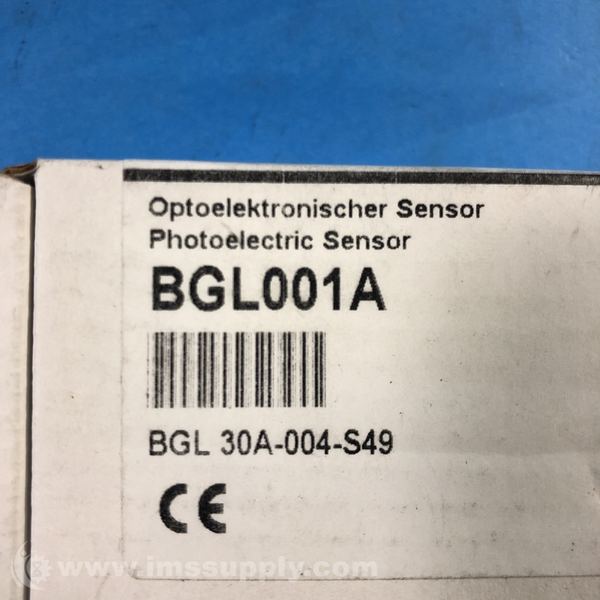 Optoelektronischer Sensor
Photoelectric Sensor
BGL001A
BGL 30A-004-S49
CE
www.imssupply.com